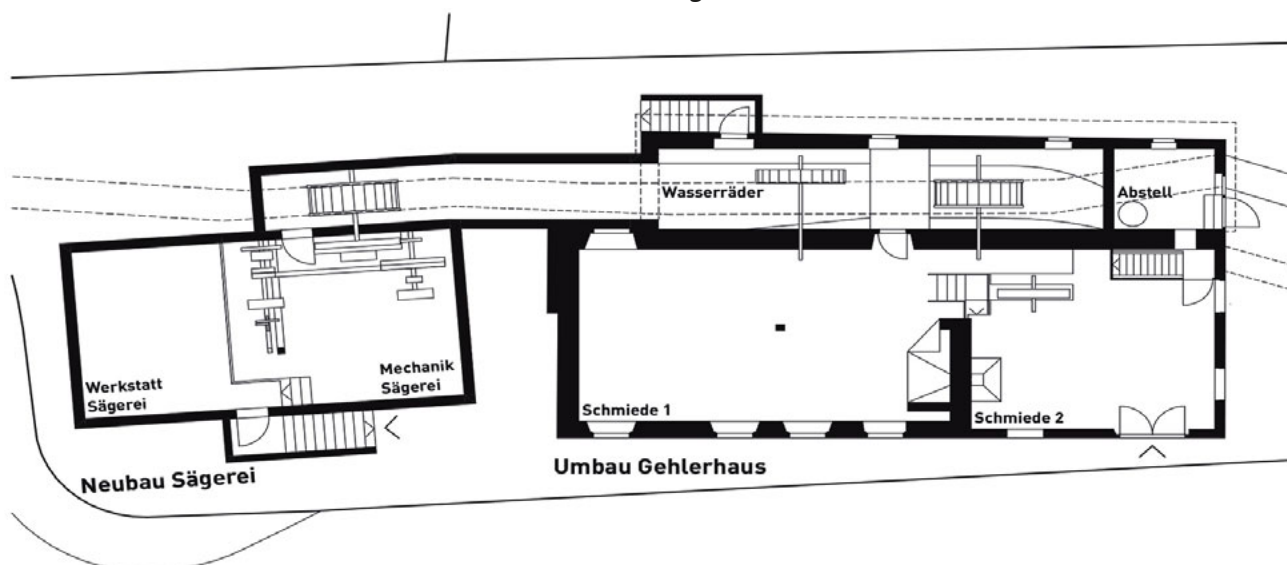 Wasserräder
Abstell
Werkstatt
Sägerei
Mechanik
Sägerei
Schmiede 1
Schmiede 2
Neubau Sägerei
Umbau Gehlerhaus